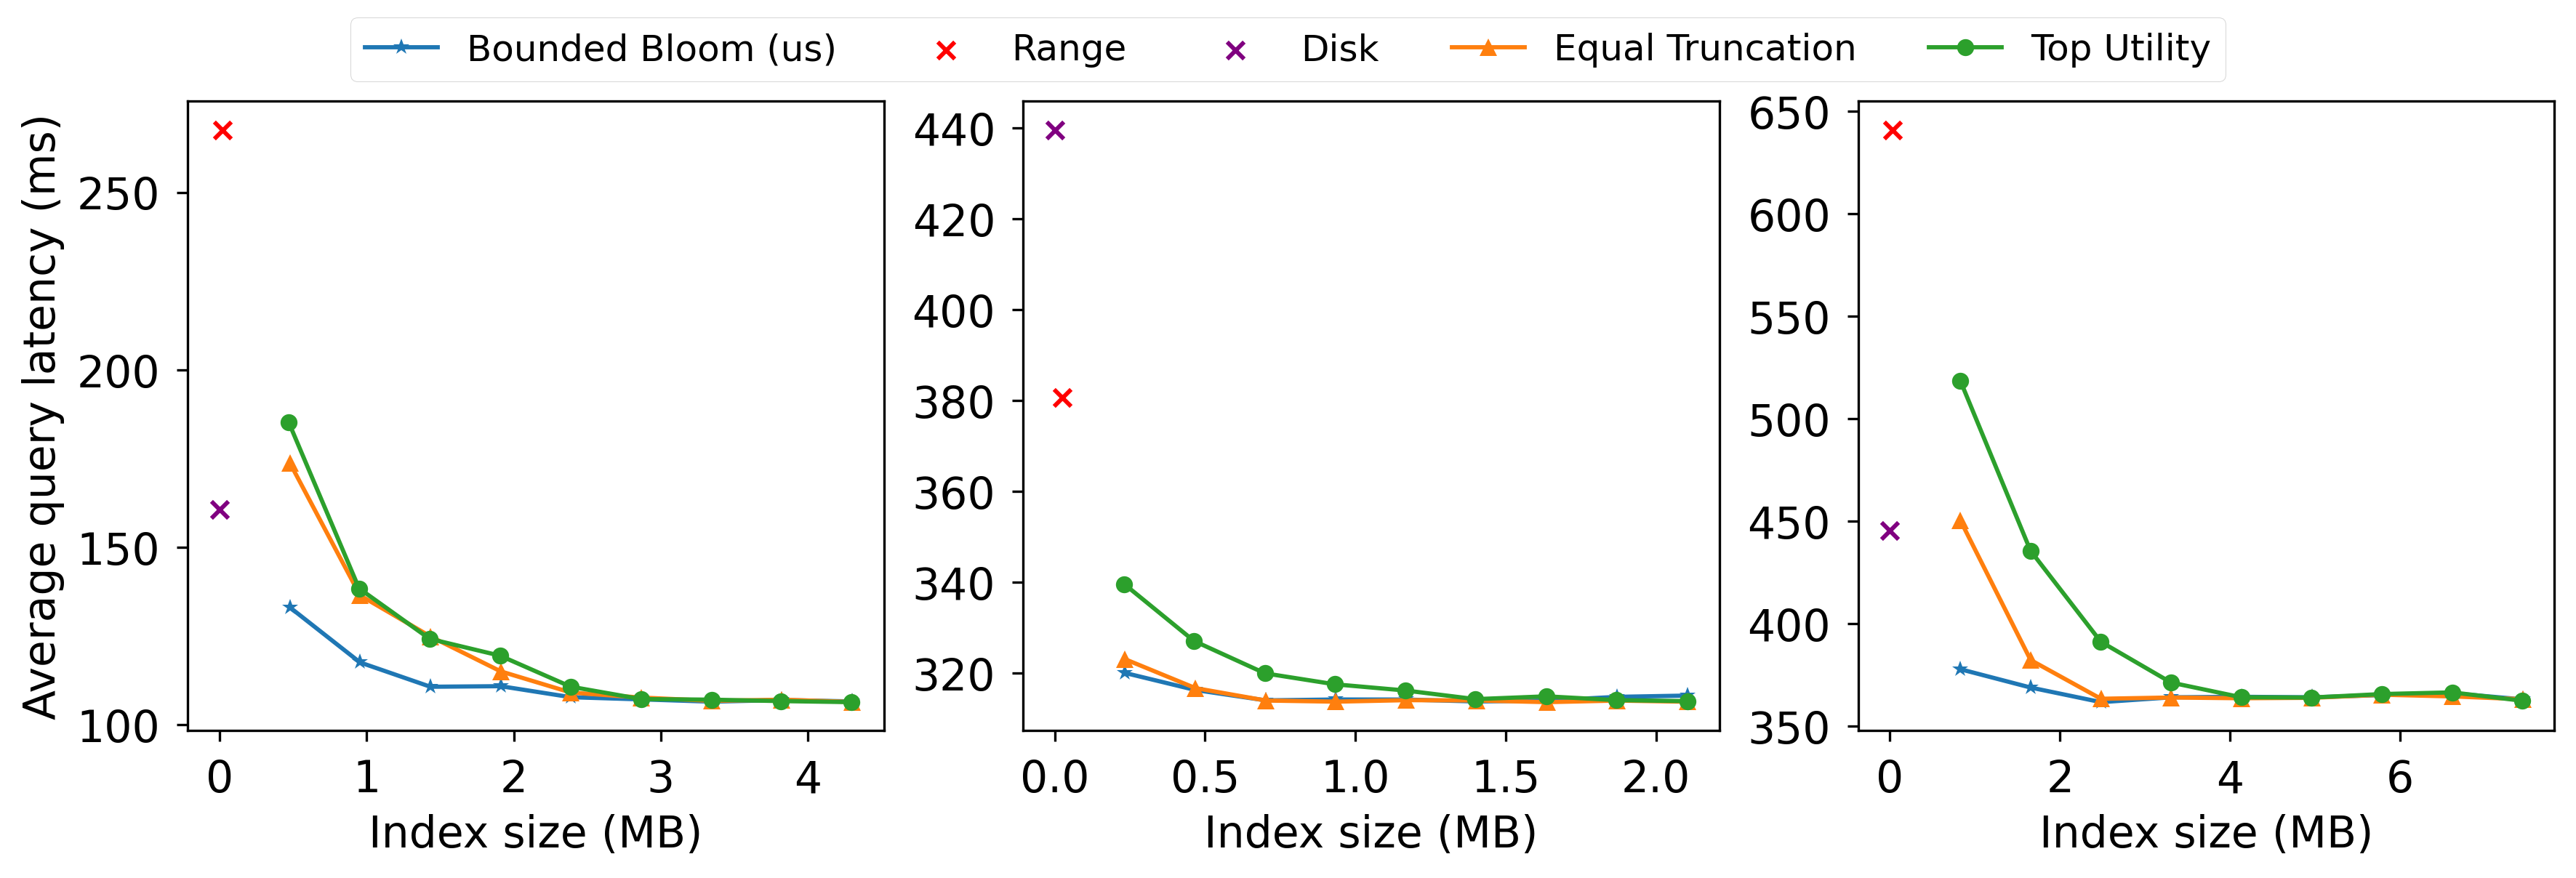 Bounded Bloom (us) Range Disk Equal Truncation Top Utility
Average query latency (ms)
250
200
150
100
0 1 2 3 4
Index size (MB)
440
420
400
380
360
340
320
0.0 0.5 1.0 1.5 2.0
Index size (MB)
650
600
550
500
450
400
350
0 2 4 6
Index size (MB)